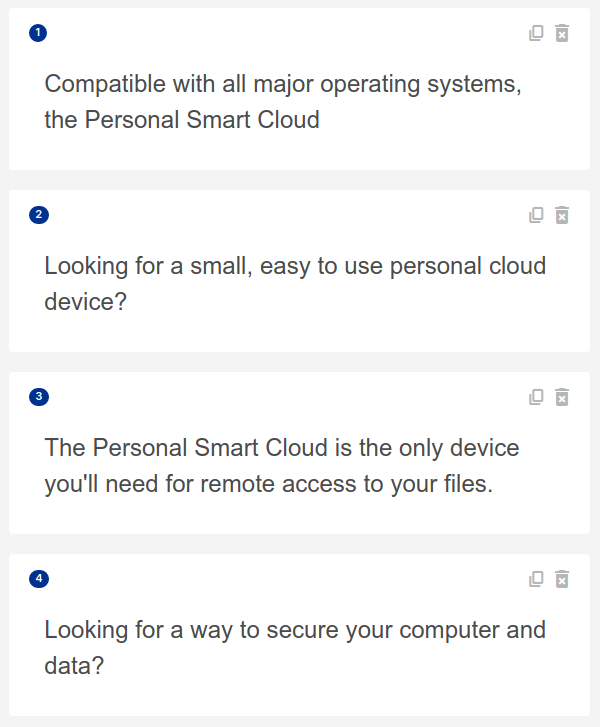 1
Compatible with all major operating systems,
the Personal Smart Cloud
2
Looking for a small, easy to use personal cloud
device?
3
The Personal Smart Cloud is the only device
you'll need for remote access to your files.
4
Looking for a way to secure your computer and
data?